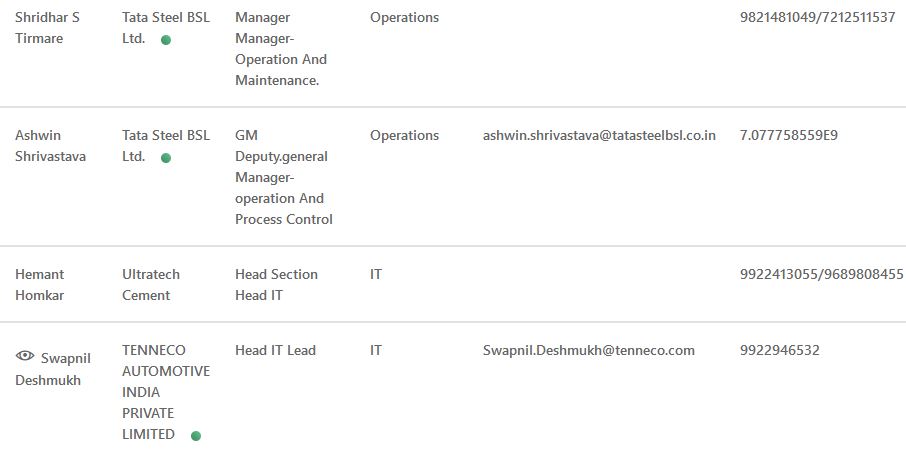 Shridhar S Tirmare
Tata Steel BSL Ltd.
Manager Manager-Operation And Maintenance.
Operations
9821481049/7212511537
Ashwin Shrivastava
Tata Steel BSL Ltd.
GM Deputy.general Manager-operation And Process Control
Operations
ashwin.shrivastava@tatasteelbsl.co.in
7.077758559E9
Hemant Homkar
Ultratech Cement
Head Section Head IT
IT
9922413055/9689808455
Swapnil Deshmukh
TENNECO AUTOMOTIVE INDIA PRIVATE LIMITED
Head IT Lead
IT
Swapnil.Deshmukh@tenneco.com
9922946532